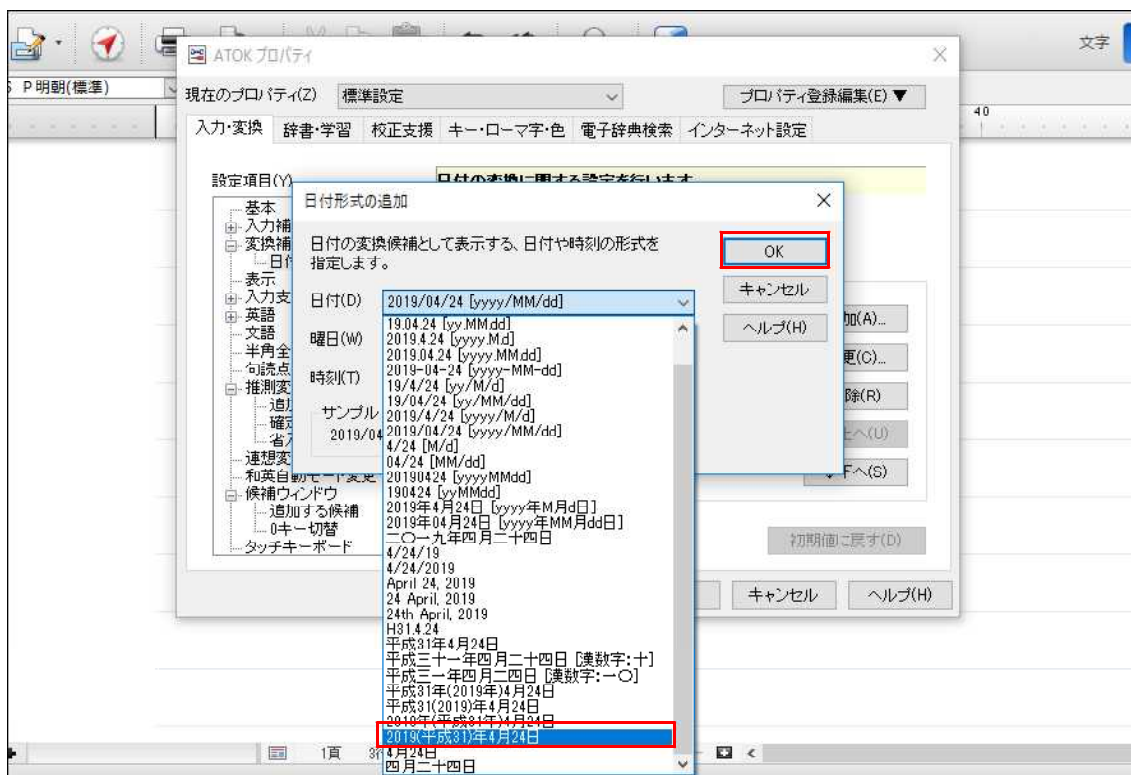 文字
P明朝(標準)
40
ATOK プロパティ
現在のプロパティ(Z)
標準設定
プロパティ登録編集(E) ▼
入力・変換
辞書・学習
校正支援
キー・ローマ字・色
電子辞典検索
インターネット設定
設定項目(Y)
日付の変換に関する設定を行います
基本
入力補
変換補
日付
表示
入力支
英語
文語
半角全
句読点
推測変
追加
確定
省入
連想変
和英自動モード変更
候補ウィンドウ
追加する候補
0キー切替
タッチキーボード
加(A)...
更(C)...
除(R)
上へ(U)
下へ(S)
初期値に戻す(D)
キャンセル
ヘルプ(H)
日付形式の追加
日付の変換候補として表示する、日付や時刻の形式を
指定します。
OK
キャンセル
ヘルプ(H)
日付(D)
2019/04/24 [yyyy/MM/dd]
曜日(W)
時刻(T)
サンプル
2019/04
19.04.24 [yy.MM.dd]
2019.4.24 [yyyy.M.d]
2019.04.24 [yyyy.MM.dd]
2019-04-24 [yyyy-MM-dd]
19/4/24 [yy/M/d]
19/04/24 [yy/MM/dd]
2019/4/24 [yyyy/M/d]
2019/04/24 [yyyy/MM/dd]
4/24 [M/d]
04/24 [MM/dd]
20190424 [yyyyMMdd]
190424 [yyMMdd]
2019年4月24日 [yyyy年M月d日]
2019年04月24日 [yyyy年MM月dd日]
二〇一九年四月二十四日
4/24/19
4/24/2019
April 24, 2019
24 April, 2019
24th April, 2019
H31.4.24
平成31年4月24日
平成三十一年四月二十四日 [漢数字:十]
平成三一年四月二四日 [漢数字:一〇]
平成31年(2019年)4月24日
平成31(2019)年4月24日
2019年(平成31年)4月24日
2019(平成31)年4月24日
4月24日
四月二十四日
1頁